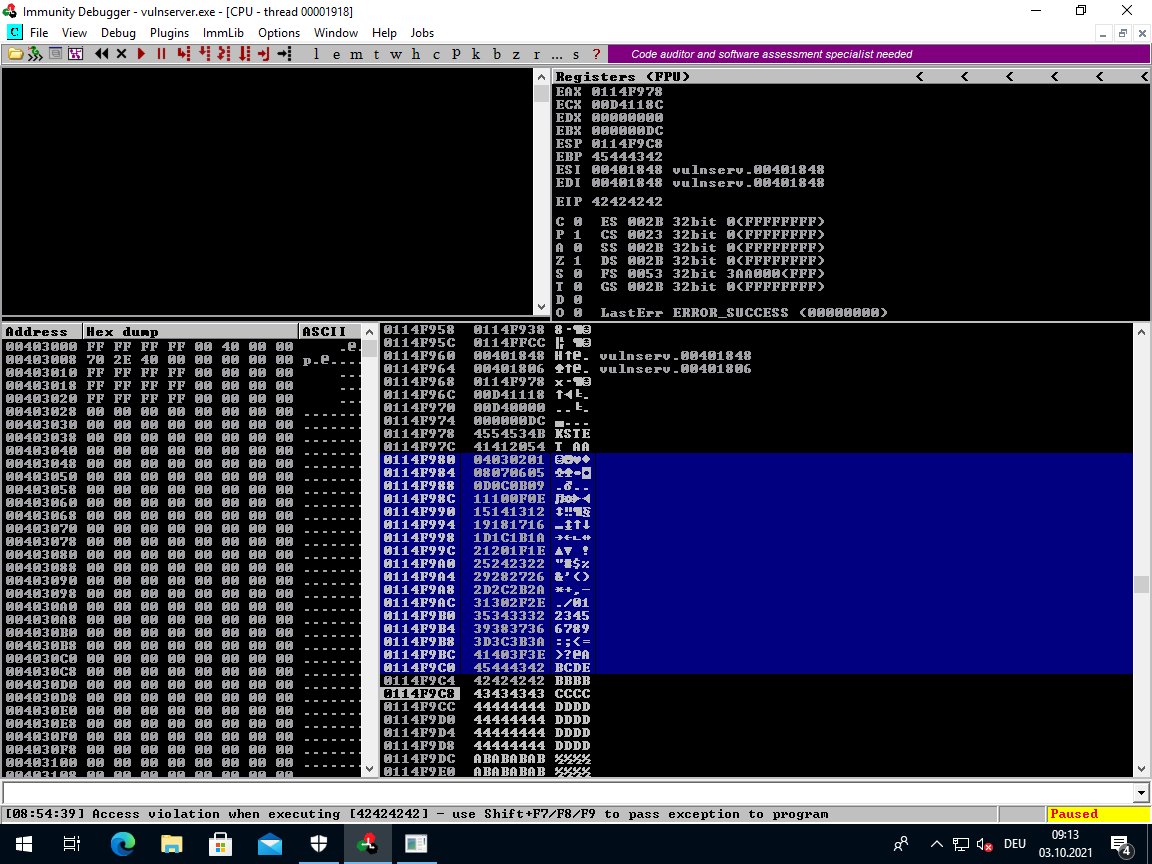 Immunity Debugger - vulnserver.exe - [CPU - thread 00001918]
C File View Debug Plugins ImmLib Options Window Help Jobs
l e m t w h c P k b z r ... s ? Code auditor and software assessment specialist needed
Registers (FPU) < < < < < <
EAX 0114F978
ECX 00D4118C
EDX 00000000
EBX 000000DC
ESP 0114F9C8
EBP 45444342
ESI 00401848 vulnserv.00401848
EDI 00401848 vulnserv.00401848
EIP 42424242
C 0 ES 002B 32bit 0(FFFFFFFF)
P 1 CS 0023 32bit 0(FFFFFFFF)
A 0 SS 002B 32bit 0(FFFFFFFF)
Z 1 DS 002B 32bit 0(FFFFFFFF)
S 0 FS 0053 32bit 3AA000(FFF)
T 0 GS 002B 32bit 0(FFFFFFFF)
D 0
O 0 LastErr ERROR_SUCCESS (00000000)
Address Hex dump ASCII
00403000 FF FF FF FF 00 40 00 00 .@.
00403008 70 2E 40 00 00 00 00 00 p.@.....
00403010 FF FF FF FF 00 00 00 00 ....
00403018 FF FF FF FF 00 00 00 00 ....
00403020 FF FF FF FF 00 00 00 00 ....
00403028 00 00 00 00 00 00 00 00 ........
00403030 00 00 00 00 00 00 00 00 ........
00403038 00 00 00 00 00 00 00 00 ........
00403040 00 00 00 00 00 00 00 00 ........
00403048 00 00 00 00 00 00 00 00 ........
00403050 00 00 00 00 00 00 00 00 ........
00403058 00 00 00 00 00 00 00 00 ........
00403060 00 00 00 00 00 00 00 00 ........
00403068 00 00 00 00 00 00 00 00 ........
00403070 00 00 00 00 00 00 00 00 ........
00403078 00 00 00 00 00 00 00 00 ........
00403080 00 00 00 00 00 00 00 00 ........
00403088 00 00 00 00 00 00 00 00 ........
00403090 00 00 00 00 00 00 00 00 ........
00403098 00 00 00 00 00 00 00 00 ........
004030A0 00 00 00 00 00 00 00 00 ........
004030A8 00 00 00 00 00 00 00 00 ........
004030B0 00 00 00 00 00 00 00 00 ........
004030B8 00 00 00 00 00 00 00 00 ........
004030C0 00 00 00 00 00 00 00 00 ........
004030C8 00 00 00 00 00 00 00 00 ........
004030D0 00 00 00 00 00 00 00 00 ........
004030D8 00 00 00 00 00 00 00 00 ........
004030E0 00 00 00 00 00 00 00 00 ........
004030E8 00 00 00 00 00 00 00 00 ........
004030F0 00 00 00 00 00 00 00 00 ........
004030F8 00 00 00 00 00 00 00 00 ........
00403100 00 00 00 00 00 00 00 00 ........
00403108 00 00 00 00 00 00 00 00 ........
0114F958 0114F938
0114F95C 0114FFCC
0114F960 00401848 H↑@. vulnserv.00401848
0114F964 00401806 vulnserv.00401806
0114F968 0114F978
0114F96C 00D41118
0114F970 00D40000
0114F974 000000DC
0114F978 4554534B KSTE
0114F97C 41412054 T AA
0114F980 04030201
0114F984 08070605
0114F988 0D0C0B09
0114F98C 11100F0E
0114F990 15141312
0114F994 19181716
0114F998 1D1C1B1A
0114F99C 21201F1E ▲▼ !
0114F9A0 25242322 "#$%
0114F9A4 29282726 &'()
0114F9A8 2D2C2B2A *+,-
0114F9AC 31302F2E ./01
0114F9B0 35343332 2345
0114F9B4 39383736 6789
0114F9B8 3D3C3B3A :;<=
0114F9BC 41403F3E >?@A
0114F9C0 45444342 BCDE
0114F9C4 42424242 BBBB
0114F9C8 43434343 CCCC
0114F9CC 44444444 DDDD
0114F9D0 44444444 DDDD
0114F9D4 44444444 DDDD
0114F9D8 44444444 DDDD
0114F9DC ABABABAB ½½½½
0114F9E0 ABABABAB ½½½½
[08:54:39] Access violation when executing [42424242] - use Shift+F7/F8/F9 to pass exception to program Paused
DEU
09:13
03.10.2021
4